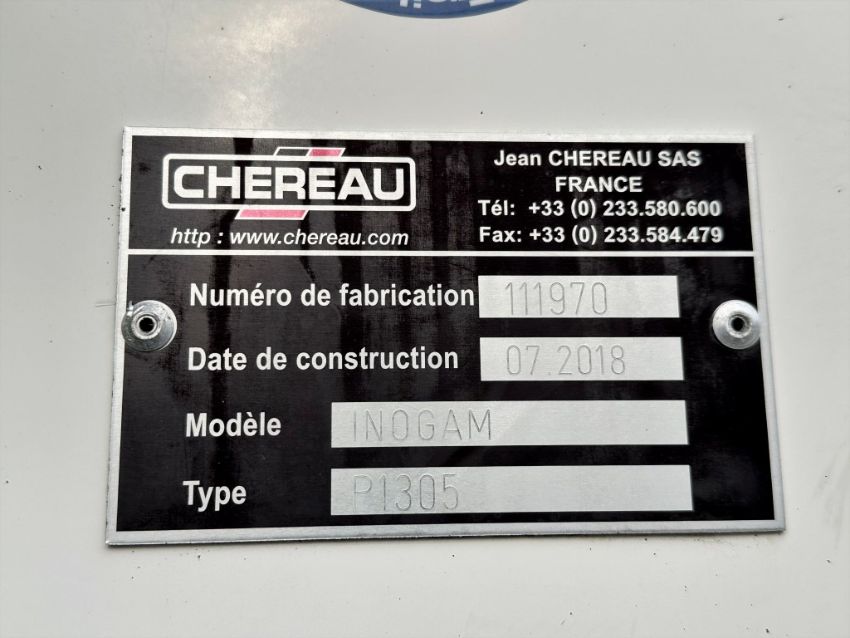 CHEREAU
http : www.chereau.com
Jean CHEREAU SAS
FRANCE
Tél: +33 (0) 233.580.600
Fax: +33 (0) 233.584.479
Numéro de fabrication 111970
Date de construction 07.2018
Modèle INOGAM
Type P1305